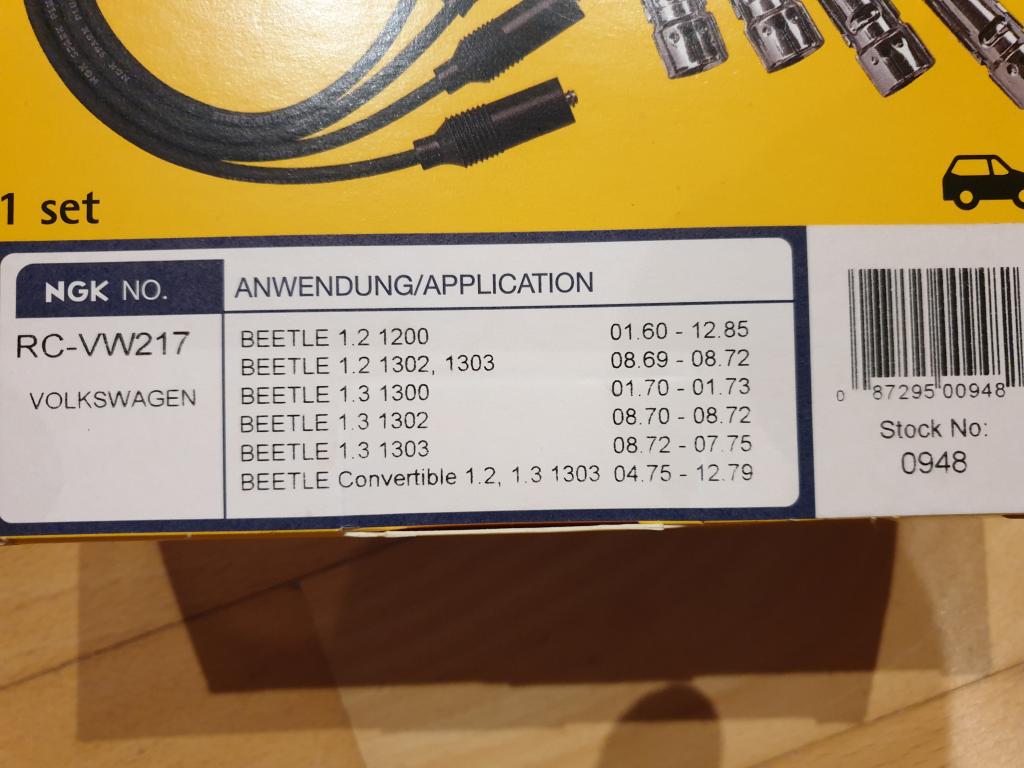 1 set
NGK NO.
ANWENDUNG/APPLICATION
RC-VW217
VOLKSWAGEN
BEETLE 1.2 1200 01.60 - 12.85
BEETLE 1.2 1302, 1303 08.69 - 08.72
BEETLE 1.3 1300 01.70 - 01.73
BEETLE 1.3 1302 08.70 - 08.72
BEETLE 1.3 1303 08.72 - 07.75
BEETLE Convertible 1.2, 1.3 1303 04.75 - 12.79
0 87295 00948
Stock No:
0948